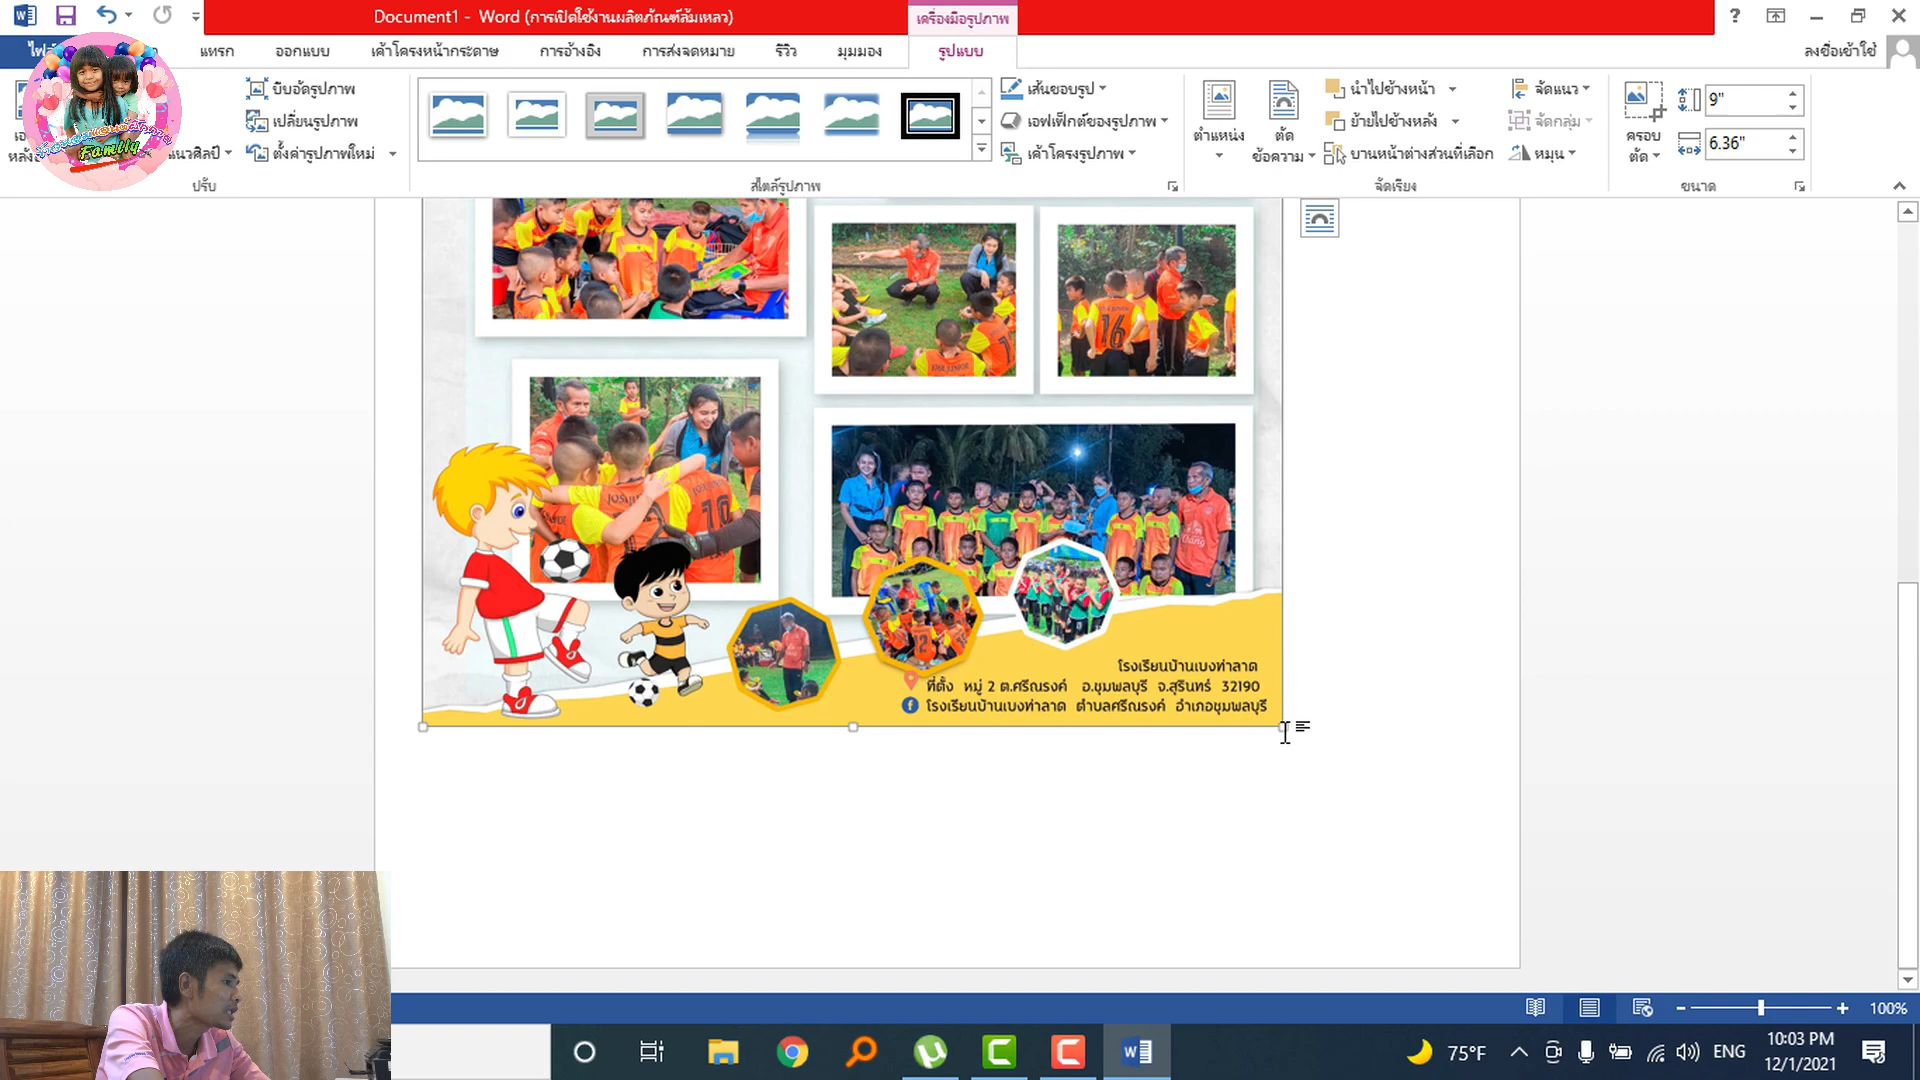 Document1 - Word (การเปิดใช้งานผลิตภัณฑ์ล้มเหลว)
เครื่องมือรูปภาพ
แทรก ออกแบบ เค้าโครงหน้ากระดาษ การอ้างอิง การส่งจดหมาย รีวิว มุมมอง รูปแบบ ลงชื่อเข้าใช้
บีบอัดรูปภาพ
เปลี่ยนรูปภาพ
ตั้งค่ารูปภาพใหม่
ปรับ
เส้นขอบรูป
เอฟเฟ็กต์ของรูปภาพ
เค้าโครงรูปภาพ
สไตล์รูปภาพ
ตำแหน่ง
ตัด
ข้อความ
นำไปข้างหน้า
ย้ายไปข้างหลัง
บานหน้าต่างส่วนที่เลือก
จัดแนว
จัดกลุ่ม
หมุน
จัดเรียง
ครอบ
ตัด
9"
6.36"
ขนาด
Family
16
โรงเรียนบ้านเบงท่าลาด
ที่ตั้ง หมู่ 2 ต.ศรีณรงค์ อ.ชุมพลบุรี จ.สุรินทร์ 32190
โรงเรียนบ้านเบงท่าลาด ตำบลศรีณรงค์ อำเภอชุมพลบุรี
100%
75°F
ENG
10:03 PM
12/1/2021